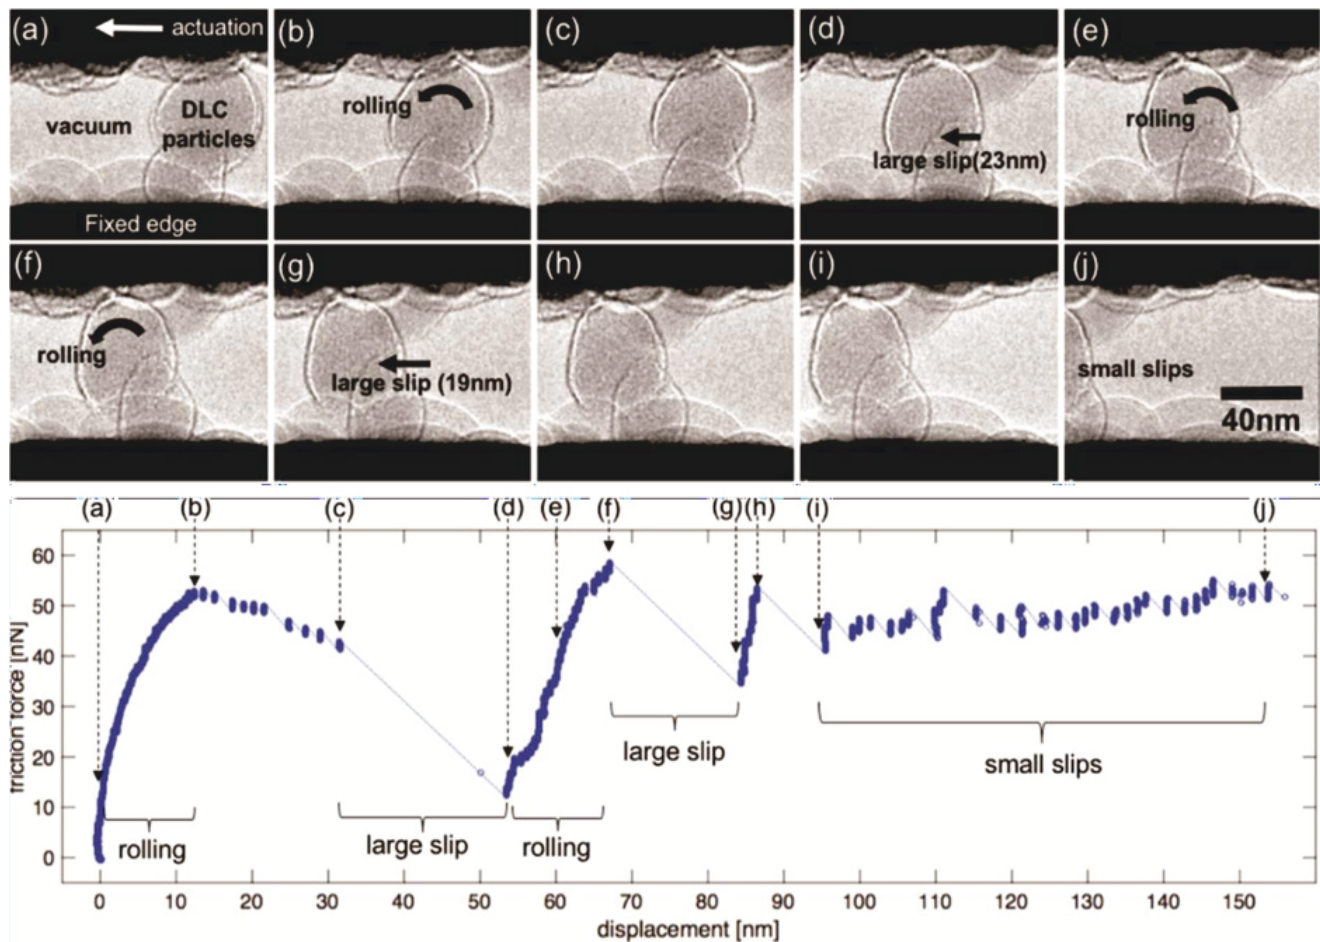 (a) actuation (b) (c) (d) (e)
rolling
rolling
vacuum DLC particles
large slip(23nm)
Fixed edge
(f) (g) (h) (i) (j)
rolling
large slip (19nm)
small slips
40nm
(a) (b) (c) (d) (e) (f) (g) (h) (i) (j)
friction force [nN]
60
50
40
30
20
10
0
large slip
small slips
rolling
large slip
rolling
0 10 20 30 40 50 60 70 80 90 100 110 120 130 140 150
displacement [nm]